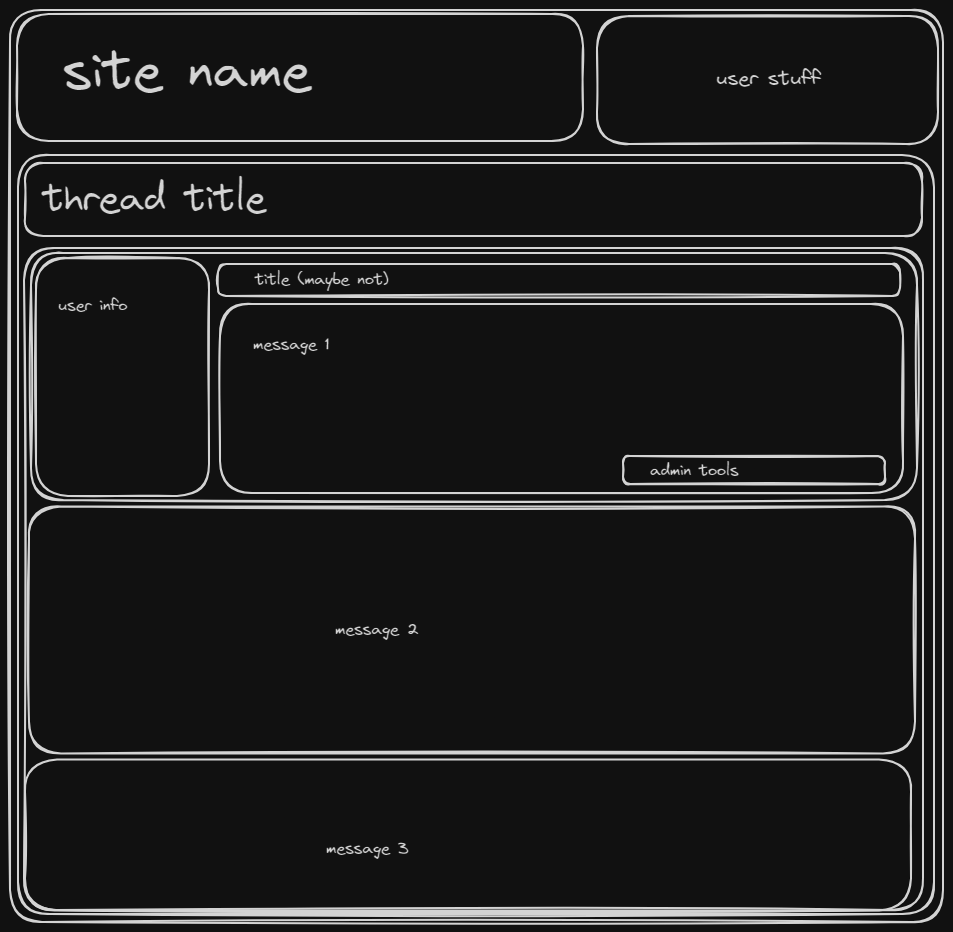 site name
user stuff
thread title
user info
title (maybe not)
message 1
admin tools
message 2
message 3